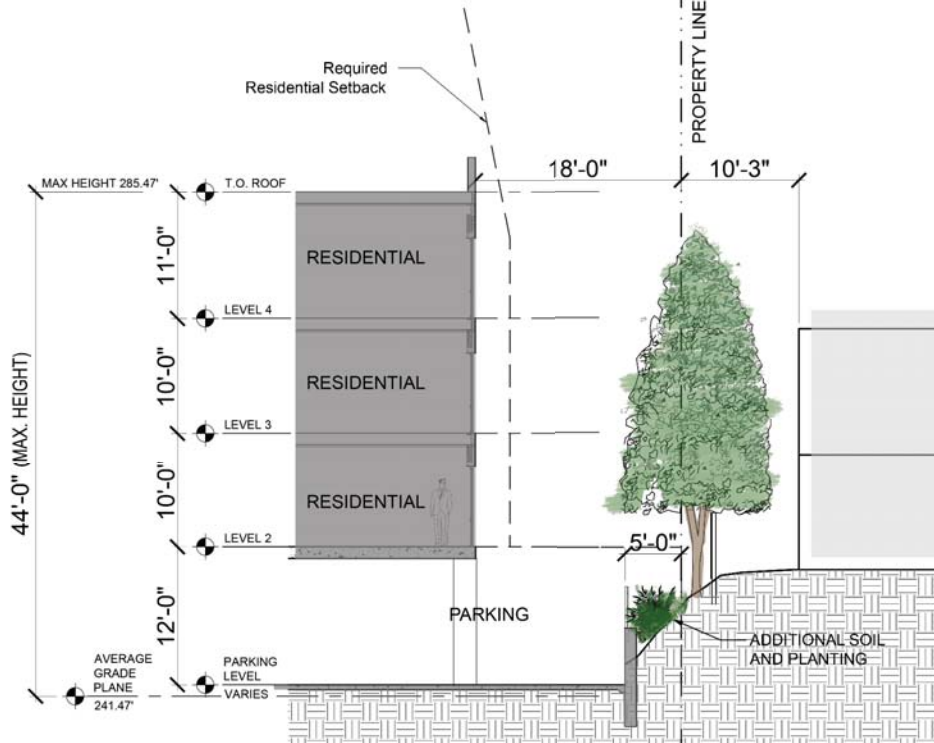 PROPERTY LINE
Required
Residential Setback
18'-0"
10'-3"
MAX HEIGHT 285.47'
T.O. ROOF
11'-0"
RESIDENTIAL
LEVEL 4
10'-0"
RESIDENTIAL
LEVEL 3
44'-0" (MAX. HEIGHT)
10'-0"
RESIDENTIAL
LEVEL 2
5'-0"
12'-0"
PARKING
ADDITIONAL SOIL
AND PLANTING
AVERAGE
GRADE
PLANE
241.47'
PARKING
LEVEL
VARIES